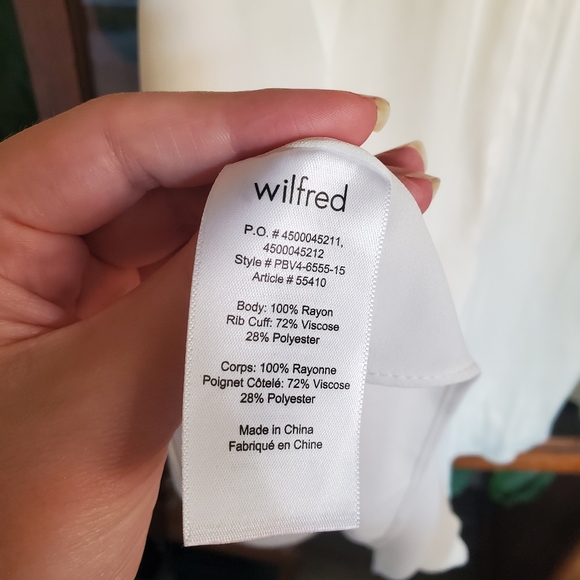 wilfred
P.O. # 4500045211,
4500045212
Style # PBV4-6555-15
Article # 55410
Body: 100% Rayon
Rib Cuff: 72% Viscose
28% Polyester
Corps: 100% Rayonne
Poignet Côtelé: 72% Viscose
28% Polyester
Made in China
Fabriqué en Chine